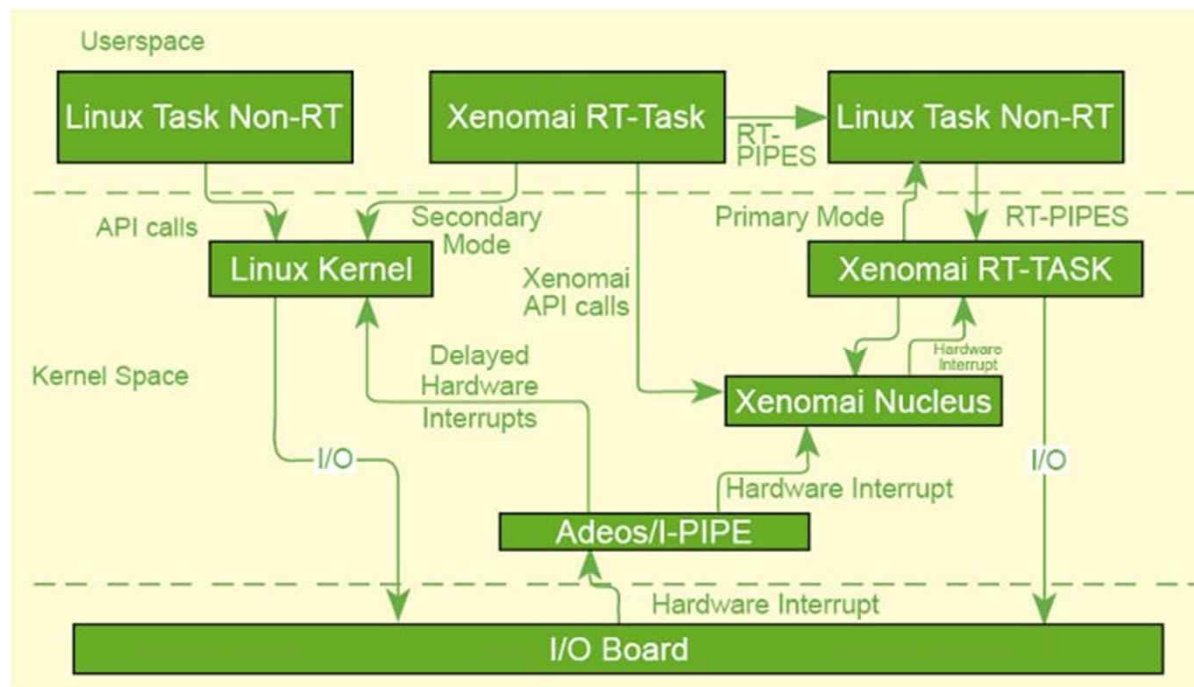 Userspace
Linux Task Non-RT
Xenomai RT-Task
Linux Task Non-RT
RT-
PIPES
API calls
Secondary
Mode
Primary Mode
RT-PIPES
Linux Kernel
Xenomai RT-TASK
Xenomai
API calls
Hardware
Interrupt
Delayed
Hardware
Interrupts
Kernel Space
Xenomai Nucleus
I/O
I/O
Hardware Interrupt
Adeos/I-PIPE
Hardware Interrupt
I/O Board